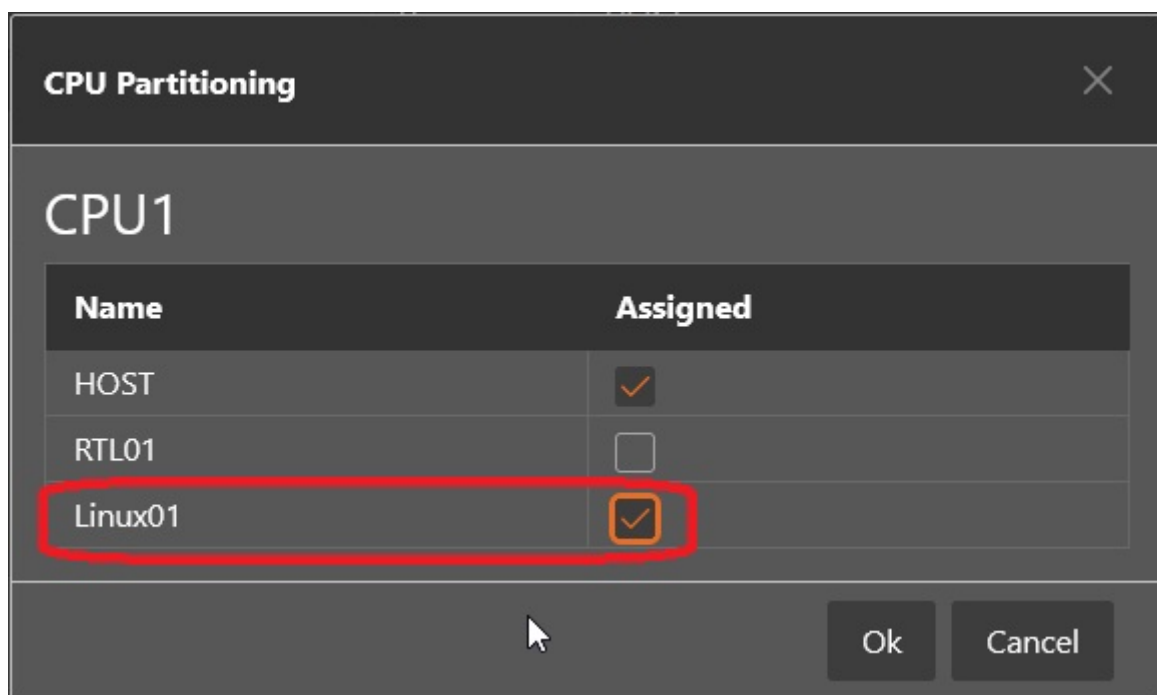 CPU Partitioning
CPU1
Name Assigned
HOST
RTL01
Linux01
Ok Cancel